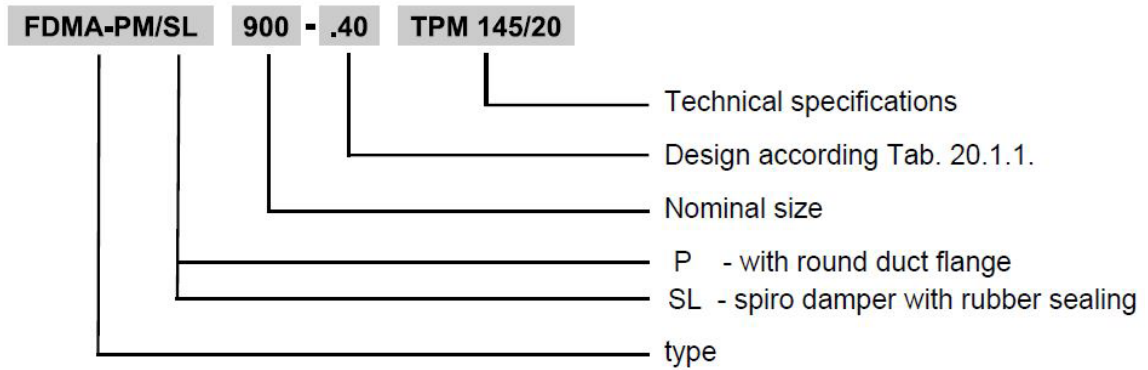 FDMA-PM/SL 900 - .40 TPM 145/20
Technical specifications
Design according Tab. 20.1.1.
Nominal size
P - with round duct flange
SL - spiro damper with rubber sealing
type